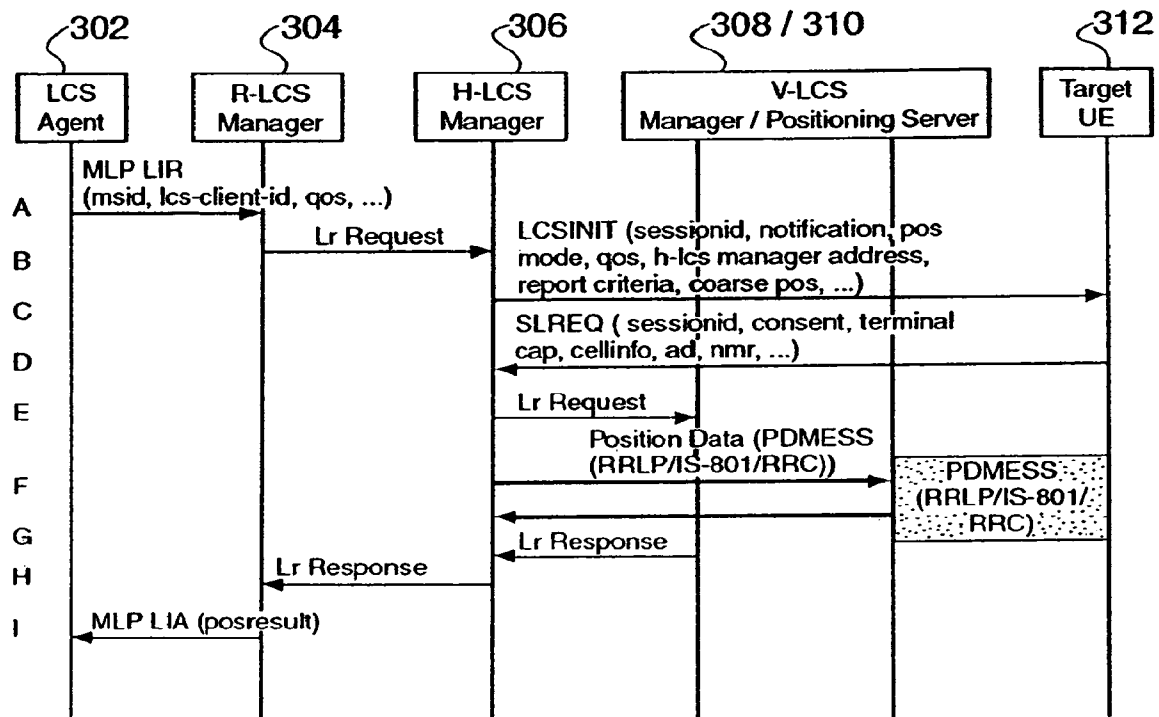 302
304
306
308 / 310
312
LCS
Agent
R-LCS
Manager
H-LCS
Manager
V-LCS
Manager / Positioning Server
Target
UE
MLP LIR
(msid, lcs-client-id, qos, ...)
A
Lr Request
B
LCSINIT (sessionid, notification, pos
mode, qos, h-lcs manager address,
report criteria, coarse pos, ...)
C
SLREQ ( sessionid, consent, terminal
cap, cellinfo, ad, nmr, ...)
D
E
Lr Request
Position Data (PDMESS
(RRLP/IS-801/RRC))
F
PDMESS
(RRLP/IS-801/
RRC)
G
Lr Response
H
Lr Response
I
MLP LIA (posresult)